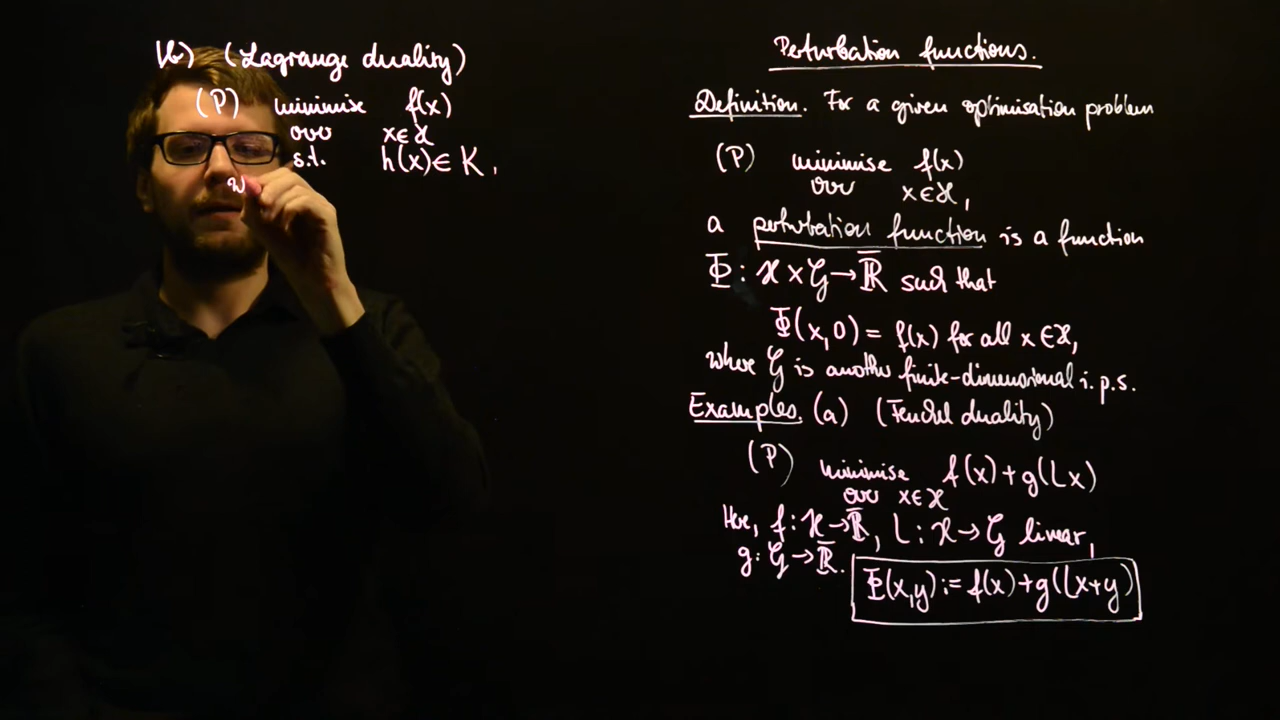 (b) (Lagrange duality)
(P) minimise f(x)
over x∈𝓗
s.t. h(x)∈K,
w
Perturbation functions.
Definition. For a given optimisation problem
(P) minimise f(x)
over x∈𝓗,
a perturbation function is a function
Φ: 𝓗×𝓖→ℝ̅ such that
Φ(x,0) = f(x) for all x∈𝓗,
where 𝓖 is another finite-dimensional i.p.s.
Examples. (a) (Fenchel duality)
(P) minimise f(x)+g(Lx)
over x∈𝓗
Here, f:𝓗→ℝ̅, L:𝓗→𝓖 linear,
g:𝓖→ℝ̅.
Φ(x,y):=f(x)+g(Lx+y)